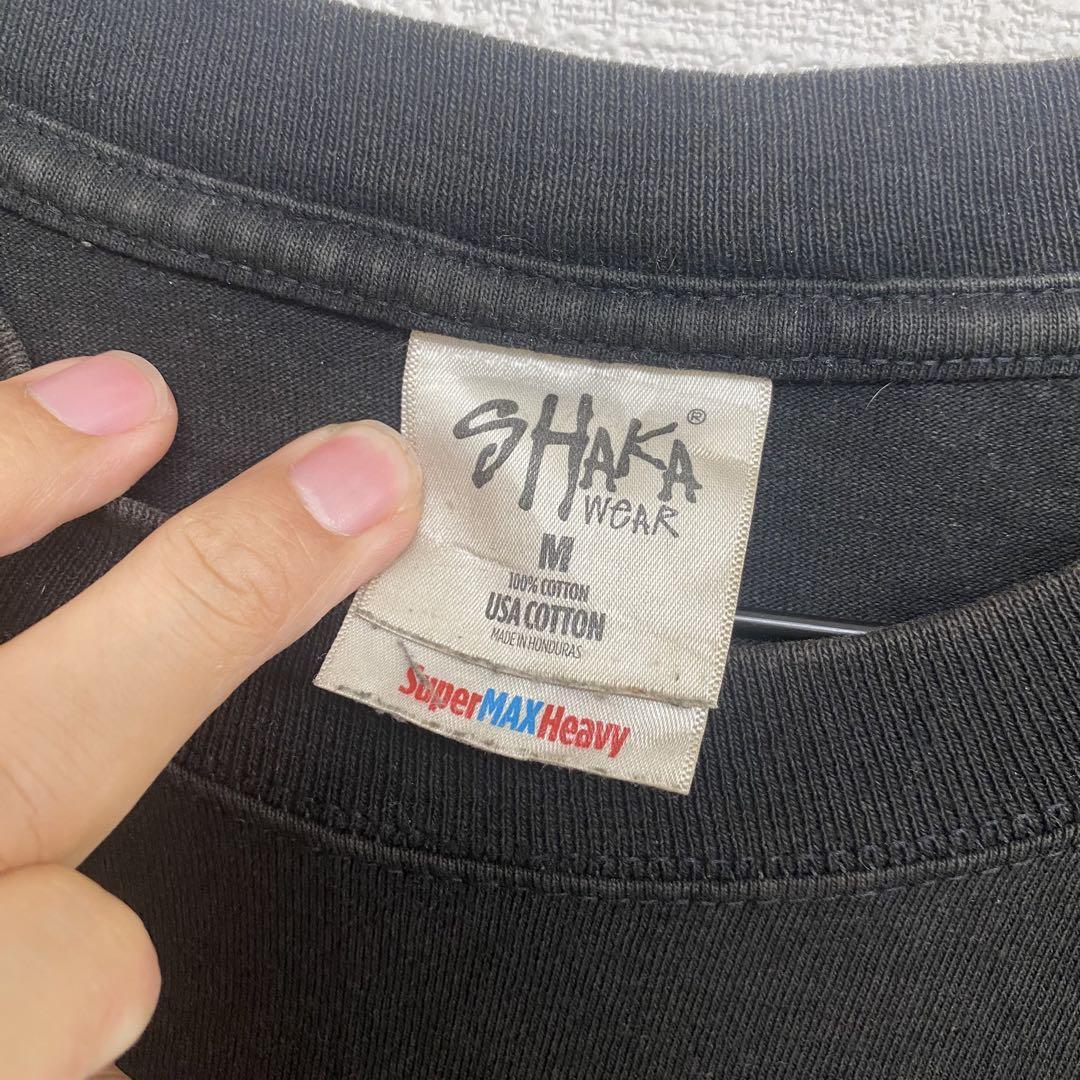 SHAKA®
WEAR
M
100% COTTON
USA COTTON
MADE IN HONDURAS
SuperMAXHeavy